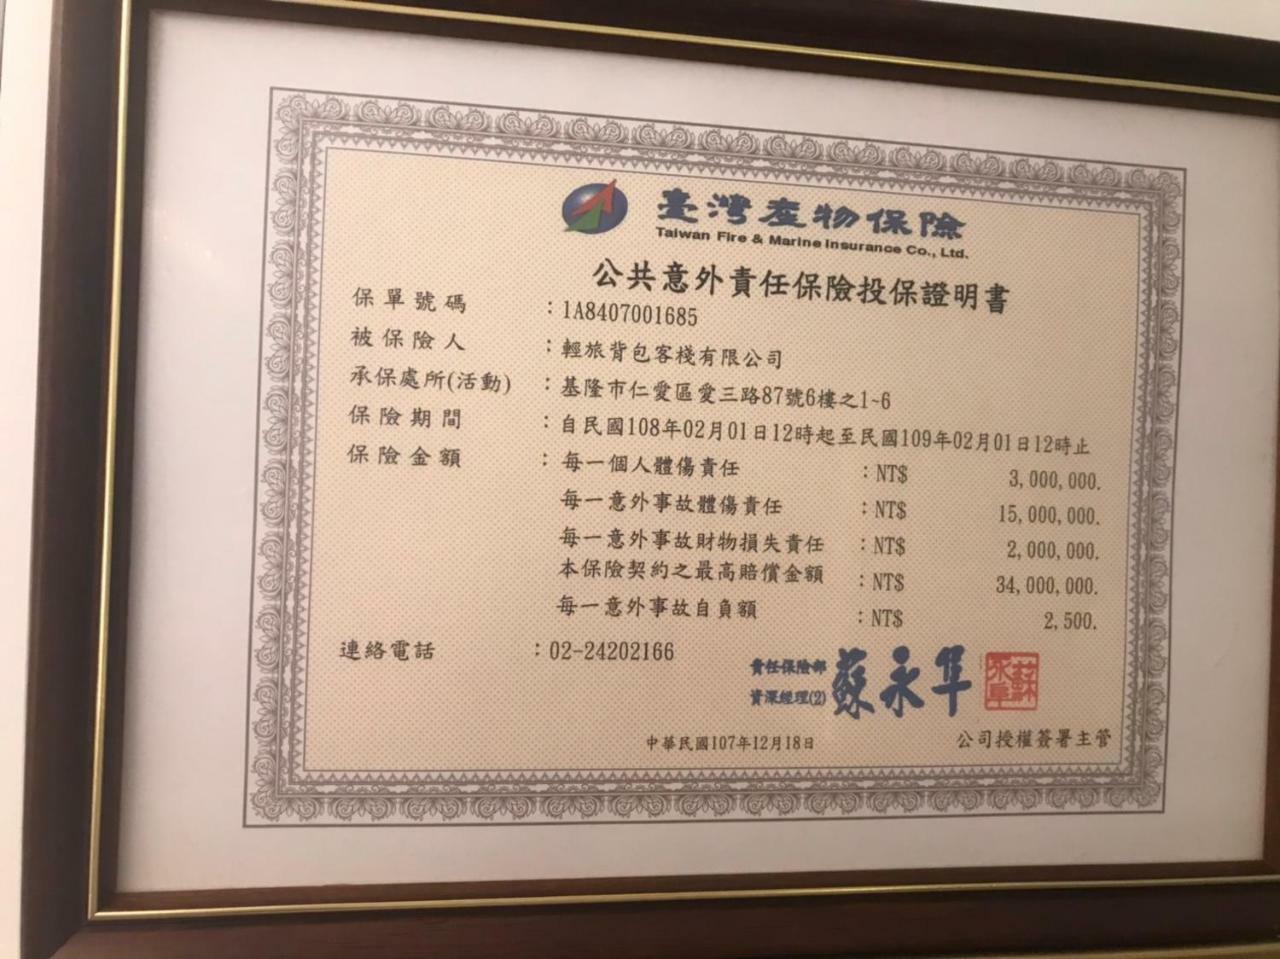 臺灣產物保險
Taiwan Fire & Marine Insurance Co., Ltd.
公共意外責任保險投保證明書
保單號碼 :1A8407001685
被保險人 :輕旅背包客棧有限公司
承保處所(活動) :基隆市仁愛區愛三路87號6樓之1~6
保險期間 :自民國108年02月01日12時起至民國109年02月01日12時止
保險金額 :每一個人體傷責任 :NT$ 3,000,000.
每一意外事故體傷責任 :NT$ 15,000,000.
每一意外事故財物損失責任 :NT$ 2,000,000.
本保險契約之最高賠償金額 :NT$ 34,000,000.
每一意外事故自負額 :NT$ 2,500.
連絡電話 :02-24202166
責任保險部
資深經理(2) 蘇永隼
中華民國107年12月18日
公司授權簽署主管